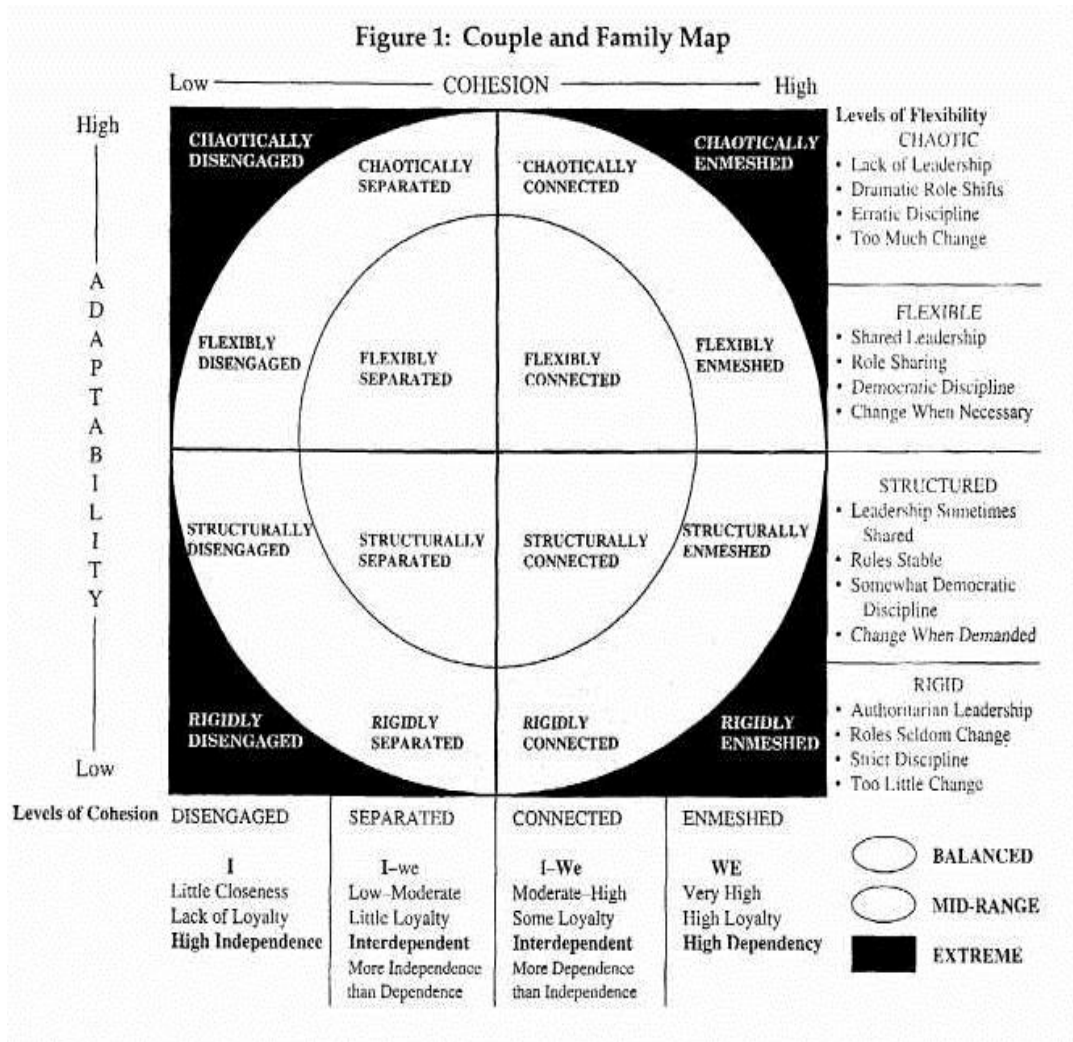 Figure 1: Couple and Family Map
Low COHESION High
High
ADAPTABILITY
Low
CHAOTICALLY
DISENGAGED
CHAOTICALLY
SEPARATED
CHAOTICALLY
CONNECTED
CHAOTICALLY
ENMESHED
FLEXIBLY
DISENGAGED
FLEXIBLY
SEPARATED
FLEXIBLY
CONNECTED
FLEXIBLY
ENMESHED
STRUCTURALLY
DISENGAGED
STRUCTURALLY
SEPARATED
STRUCTURALLY
CONNECTED
STRUCTURALLY
ENMESHED
RIGIDLY
DISENGAGED
RIGIDLY
SEPARATED
RIGIDLY
CONNECTED
RIGIDLY
ENMESHED
Levels of Flexibility
CHAOTIC
• Lack of Leadership
• Dramatic Role Shifts
• Erratic Discipline
• Too Much Change
FLEXIBLE
• Shared Leadership
• Role Sharing
• Democratic Discipline
• Change When Necessary
STRUCTURED
• Leadership Sometimes
Shared
• Roles Stable
• Somewhat Democratic
Discipline
• Change When Demanded
RIGID
• Authoritarian Leadership
• Roles Seldom Change
• Strict Discipline
• Too Little Change
Levels of Cohesion
DISENGAGED
I
Little Closeness
Lack of Loyalty
High Independence
SEPARATED
I–we
Low–Moderate
Little Loyalty
Interdependent
More Independence
than Dependence
CONNECTED
I–We
Moderate–High
Some Loyalty
Interdependent
More Dependence
than Independence
ENMESHED
WE
Very High
High Loyalty
High Dependency
BALANCED
MID-RANGE
EXTREME